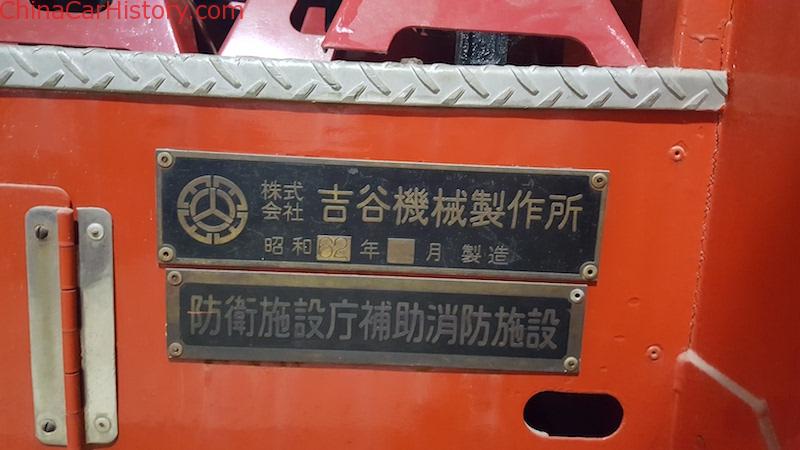 ChinaCarHistory.com
株式会社 吉谷機械製作所
昭和62年 月 製造
防衛施設庁補助消防施設